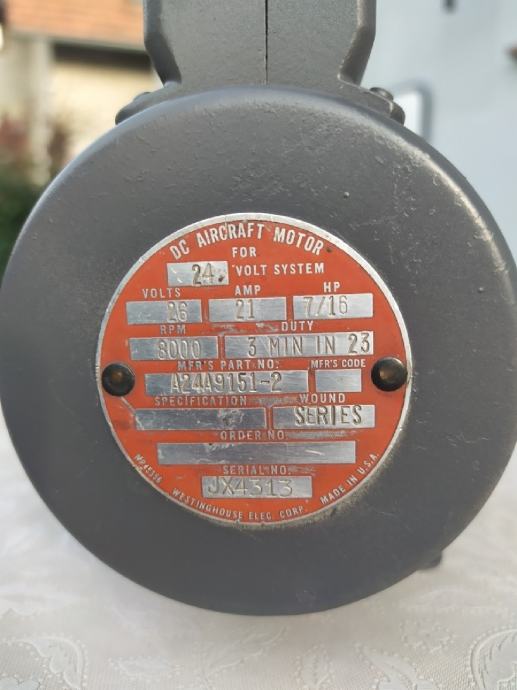 DC AIRCRAFT MOTOR
FOR
24 VOLT SYSTEM
VOLTS AMP HP
26 21 7/16
RPM DUTY
8000 3 MIN IN 23
MFR'S PART NO. MFR'S CODE
A24A9151-2
SPECIFICATION WOUND
SERIES
ORDER NO.
SERIAL NO.
JX4313
WESTINGHOUSE ELEC. CORP. MADE IN U.S.A.